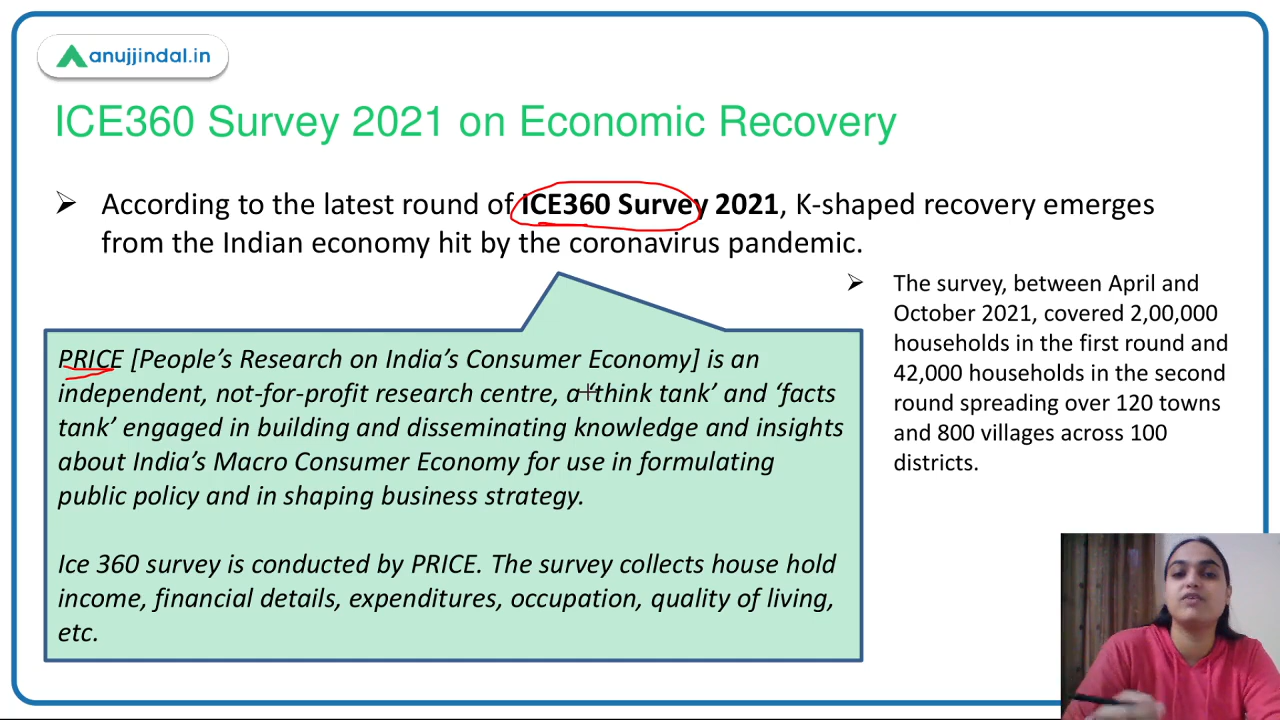 anujjindal.in
ICE360 Survey 2021 on Economic Recovery
According to the latest round of ICE360 Survey 2021, K-shaped recovery emerges
from the Indian economy hit by the coronavirus pandemic.
The survey, between April and
October 2021, covered 2,00,000
households in the first round and
42,000 households in the second
round spreading over 120 towns
and 800 villages across 100
districts.
PRICE [People’s Research on India’s Consumer Economy] is an
independent, not-for-profit research centre, a ‘think tank’ and ‘facts
tank’ engaged in building and disseminating knowledge and insights
about India’s Macro Consumer Economy for use in formulating
public policy and in shaping business strategy.
Ice 360 survey is conducted by PRICE. The survey collects house hold
income, financial details, expenditures, occupation, quality of living,
etc.